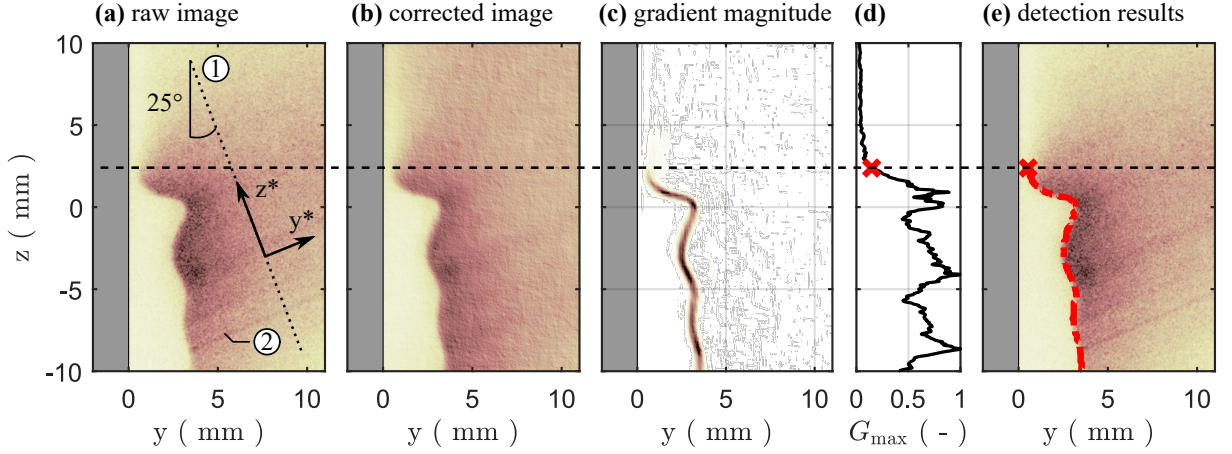 (a) raw image
(b) corrected image
(c) gradient magnitude
(d)
(e) detection results
10
5
0
-5
-10
z ( mm )
1
25°
z*
y*
2
0 5 10
y ( mm )
0 5 10
y ( mm )
0 5 10
y ( mm )
0 0.5 1
Gmax ( - )
0 5 10
y ( mm )